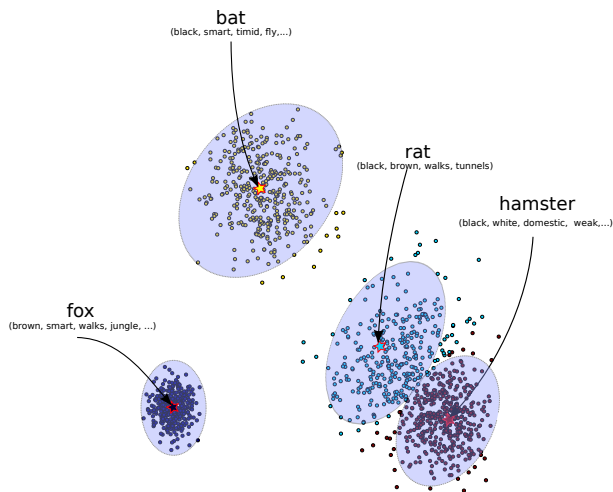 bat
(black, smart, timid, fly,...)
rat
(black, brown, walks, tunnels)
hamster
(black, white, domestic, weak,...)
fox
(brown, smart, walks, jungle, ...)